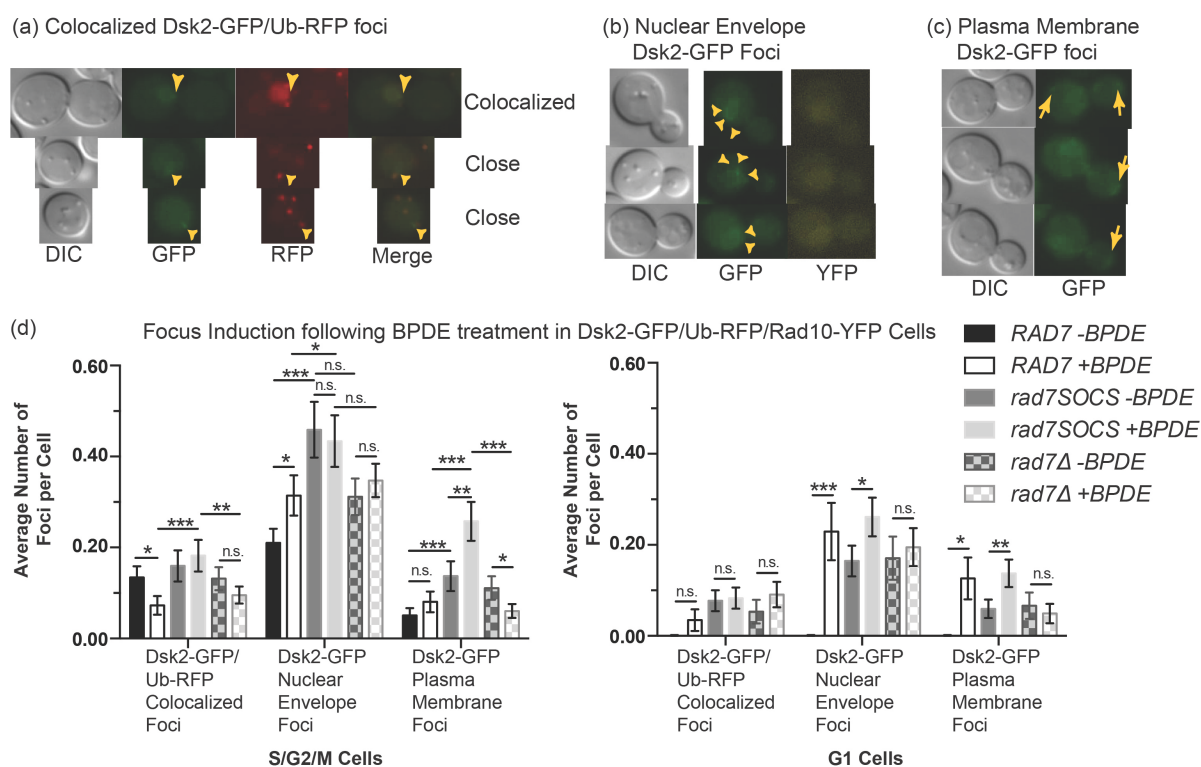 (a) Colocalized Dsk2-GFP/Ub-RFP foci
Colocalized
Close
Close
DIC GFP RFP Merge
(b) Nuclear Envelope
Dsk2-GFP Foci
DIC GFP YFP
(c) Plasma Membrane
Dsk2-GFP foci
DIC GFP
(d)
Focus Induction following BPDE treatment in Dsk2-GFP/Ub-RFP/Rad10-YFP Cells
RAD7 -BPDE
RAD7 +BPDE
rad7SOCS -BPDE
rad7SOCS +BPDE
rad7Δ -BPDE
rad7Δ +BPDE
Average Number of
Foci per Cell
0.60
0.40
0.20
0.00
*
***
**
n.s.
*
***
*
n.s.
n.s.
n.s.
n.s.
n.s.
***
***
**
***
*
Dsk2-GFP/
Ub-RFP
Colocalized
Foci
Dsk2-GFP
Nuclear
Envelope
Foci
Dsk2-GFP
Plasma
Membrane
Foci
S/G2/M Cells
Average Number of
Foci per Cell
0.60
0.40
0.20
0.00
n.s.
n.s.
n.s.
***
*
n.s.
*
**
n.s.
Dsk2-GFP/
Ub-RFP
Colocalized
Foci
Dsk2-GFP
Nuclear
Envelope
Foci
Dsk2-GFP
Plasma
Membrane
Foci
G1 Cells